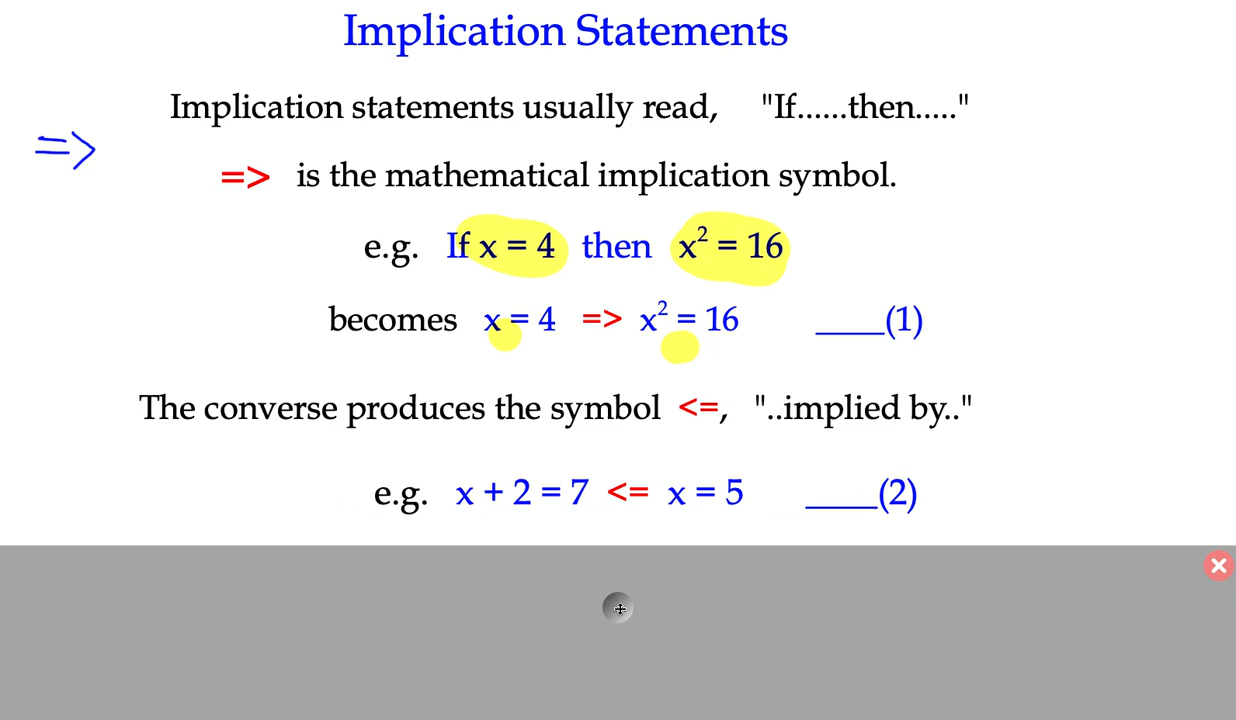 Implication Statements
Implication statements usually read, "If......then....."
=>
=> is the mathematical implication symbol.
e.g. If x = 4 then x² = 16
becomes x = 4 => x² = 16 ____(1)
The converse produces the symbol <=, "..implied by.."
e.g. x + 2 = 7 <= x = 5 ____(2)